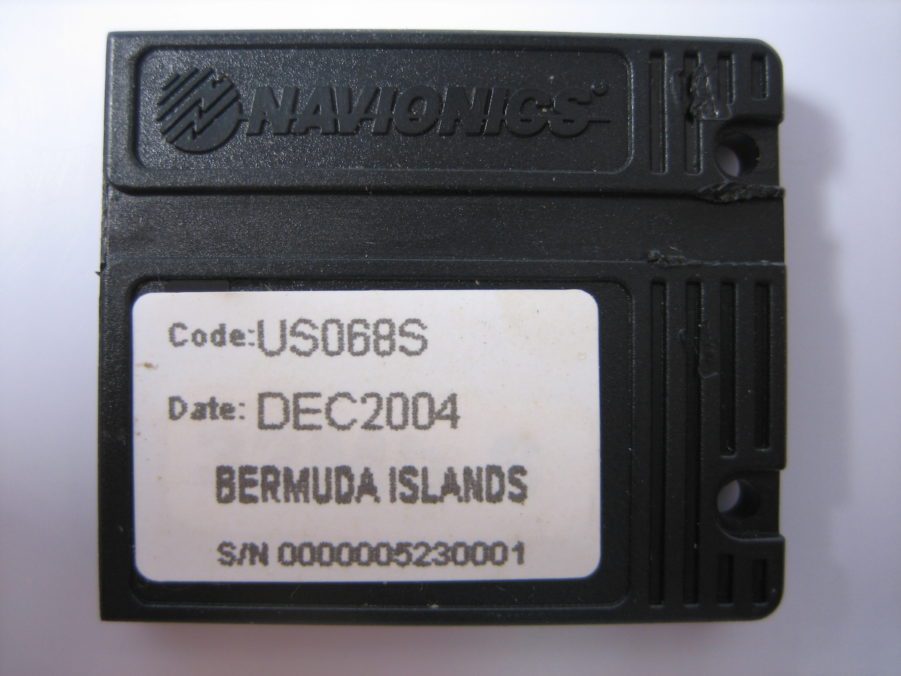 NAVIONICS
Code:US068S
Date: DEC2004
BERMUDA ISLANDS
S/N 0000005230001